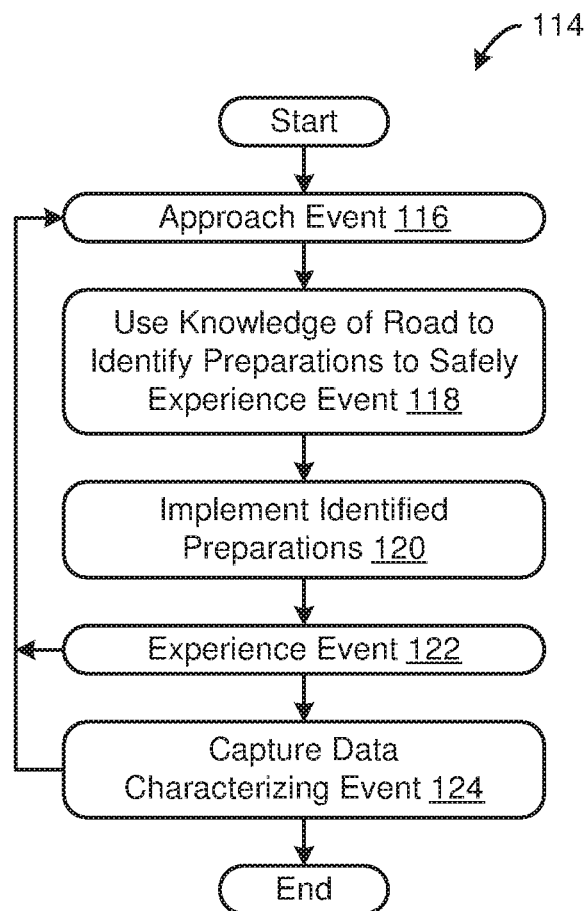 114
Start
Approach Event 116
Use Knowledge of Road to
Identify Preparations to Safely
Experience Event 118
Implement Identified
Preparations 120
Experience Event 122
Capture Data
Characterizing Event 124
End